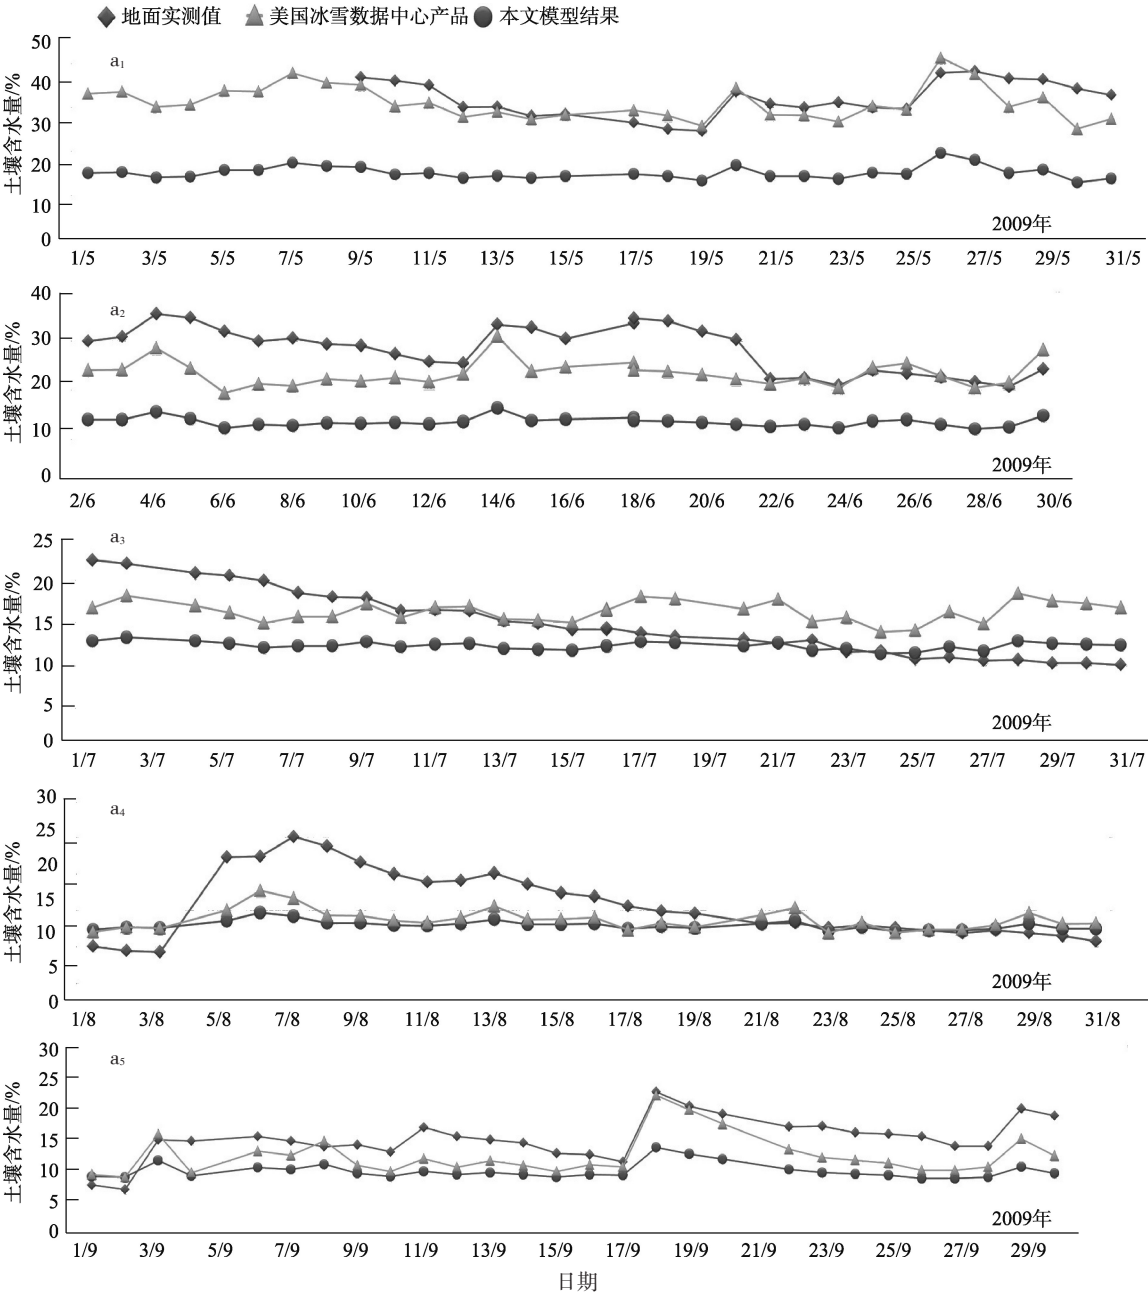 地面实测值 美国冰雪数据中心产品 本文模型结果
土壤含水量/%
50
40
30
20
10
0
a1
2009年
1/5 3/5 5/5 7/5 9/5 11/5 13/5 15/5 17/5 19/5 21/5 23/5 25/5 27/5 29/5 31/5
土壤含水量/%
40
30
20
10
0
a2
2009年
2/6 4/6 6/6 8/6 10/6 12/6 14/6 16/6 18/6 20/6 22/6 24/6 26/6 28/6 30/6
土壤含水量/%
25
20
15
10
5
0
a3
2009年
1/7 3/7 5/7 7/7 9/7 11/7 13/7 15/7 17/7 19/7 21/7 23/7 25/7 27/7 29/7 31/7
土壤含水量/%
30
25
20
15
10
5
0
a4
2009年
1/8 3/8 5/8 7/8 9/8 11/8 13/8 15/8 17/8 19/8 21/8 23/8 25/8 27/8 29/8 31/8
土壤含水量/%
30
25
20
15
10
5
0
a5
2009年
1/9 3/9 5/9 7/9 9/9 11/9 13/9 15/9 17/9 19/9 21/9 23/9 25/9 27/9 29/9
日期